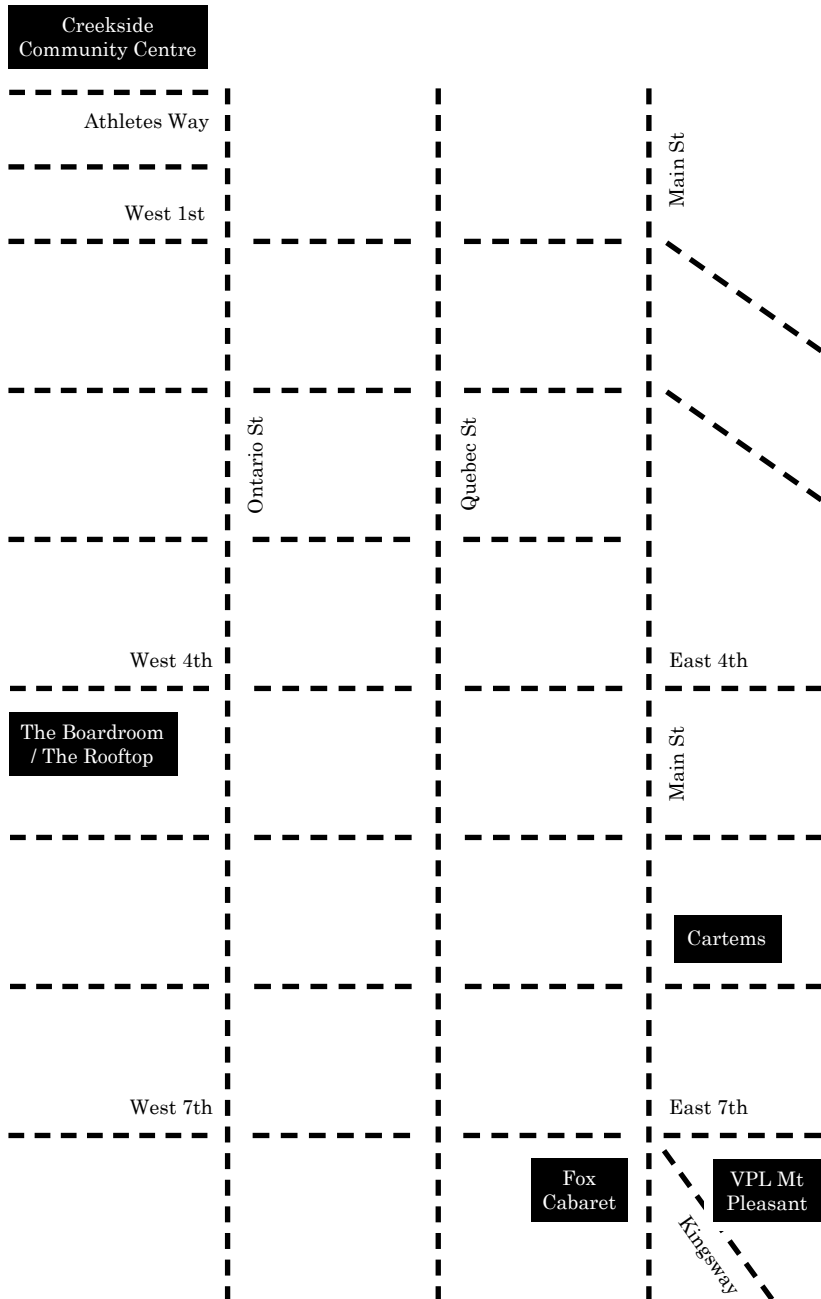 Creekside
Community Centre
Athletes Way
Main St
West 1st
Ontario St
Quebec St
West 4th
East 4th
The Boardroom
/ The Rooftop
Main St
Cartems
West 7th
East 7th
Fox
Cabaret
VPL Mt
Pleasant
Kingsway